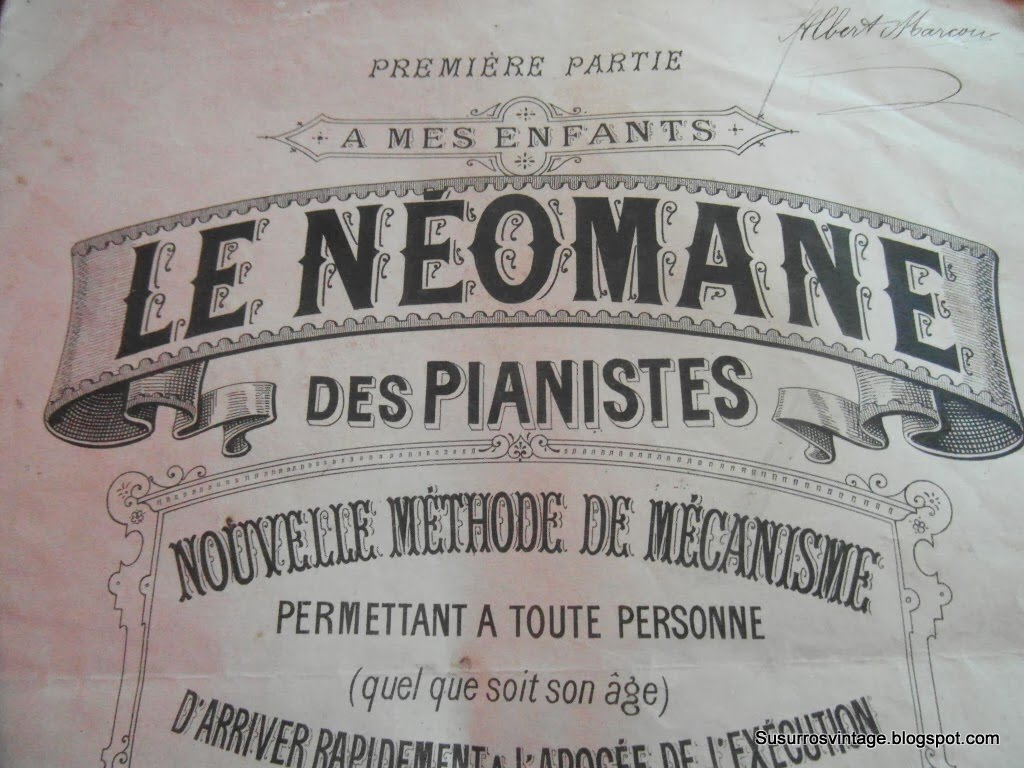 Albert Marcou
PREMIÈRE PARTIE
A MES ENFANTS
LE NÉOMANE
DES PIANISTES
NOUVELLE MÉTHODE DE MÉCANISME
PERMETTANT A TOUTE PERSONNE
(quel que soit son âge)
D'ARRIVER RAPIDEMENT A L'APOGÉE DE L'EXÉCUTION
Susurrosvintage.blogspot.com